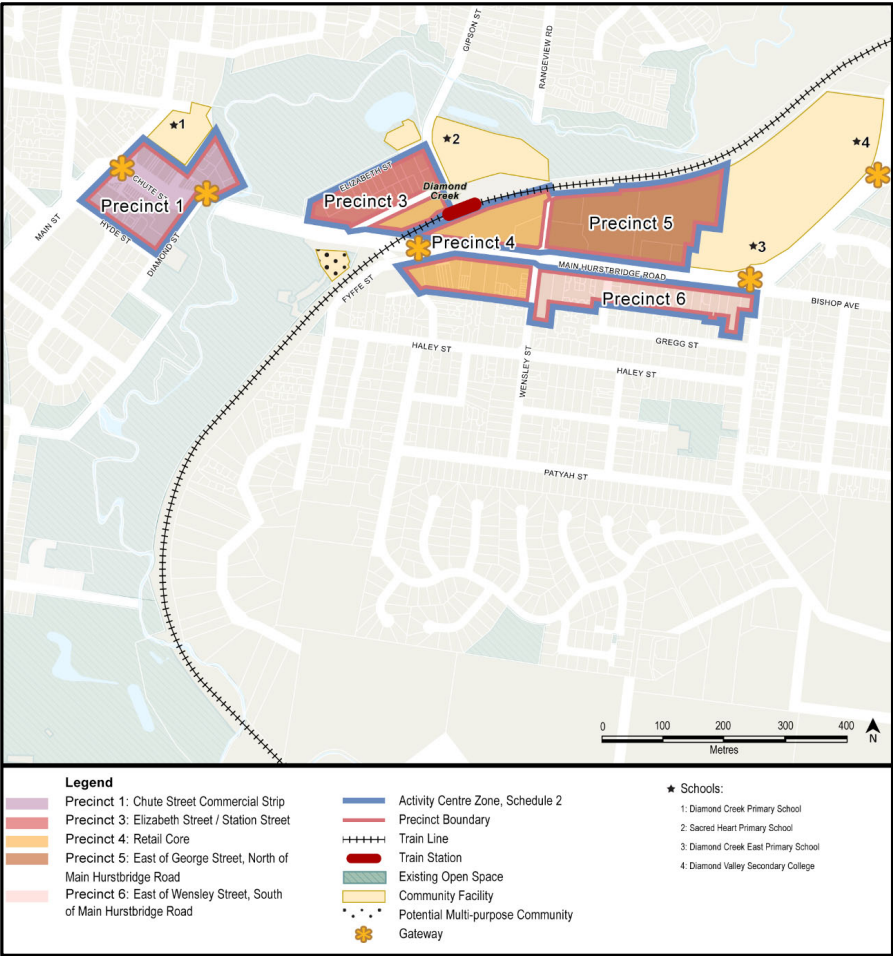 GIPSON ST
RANGEVIEW RD
1
2
4
ELIZABETH ST
CHUTE ST
Diamond
Creek
Precinct 3
Precinct 1
MAIN ST
HYDE ST
DIAMOND ST
Precinct 5
Precinct 4
3
MAIN HURSTBRIDGE ROAD
FYFFE ST
Precinct 6
BISHOP AVE
HALEY ST
GREGG ST
WENSLEY ST
HALEY ST
PATYAH ST
0 100 200 300 400
Metres
N
Legend
Precinct 1: Chute Street Commercial Strip
Precinct 3: Elizabeth Street / Station Street
Precinct 4: Retail Core
Precinct 5: East of George Street, North of
Main Hurstbridge Road
Precinct 6: East of Wensley Street, South
of Main Hurstbridge Road
Activity Centre Zone, Schedule 2
Precinct Boundary
Train Line
Train Station
Existing Open Space
Community Facility
Potential Multi-purpose Community
Gateway
Schools:
1: Diamond Creek Primary School
2: Sacred Heart Primary School
3: Diamond Creek East Primary School
4: Diamond Valley Secondary College